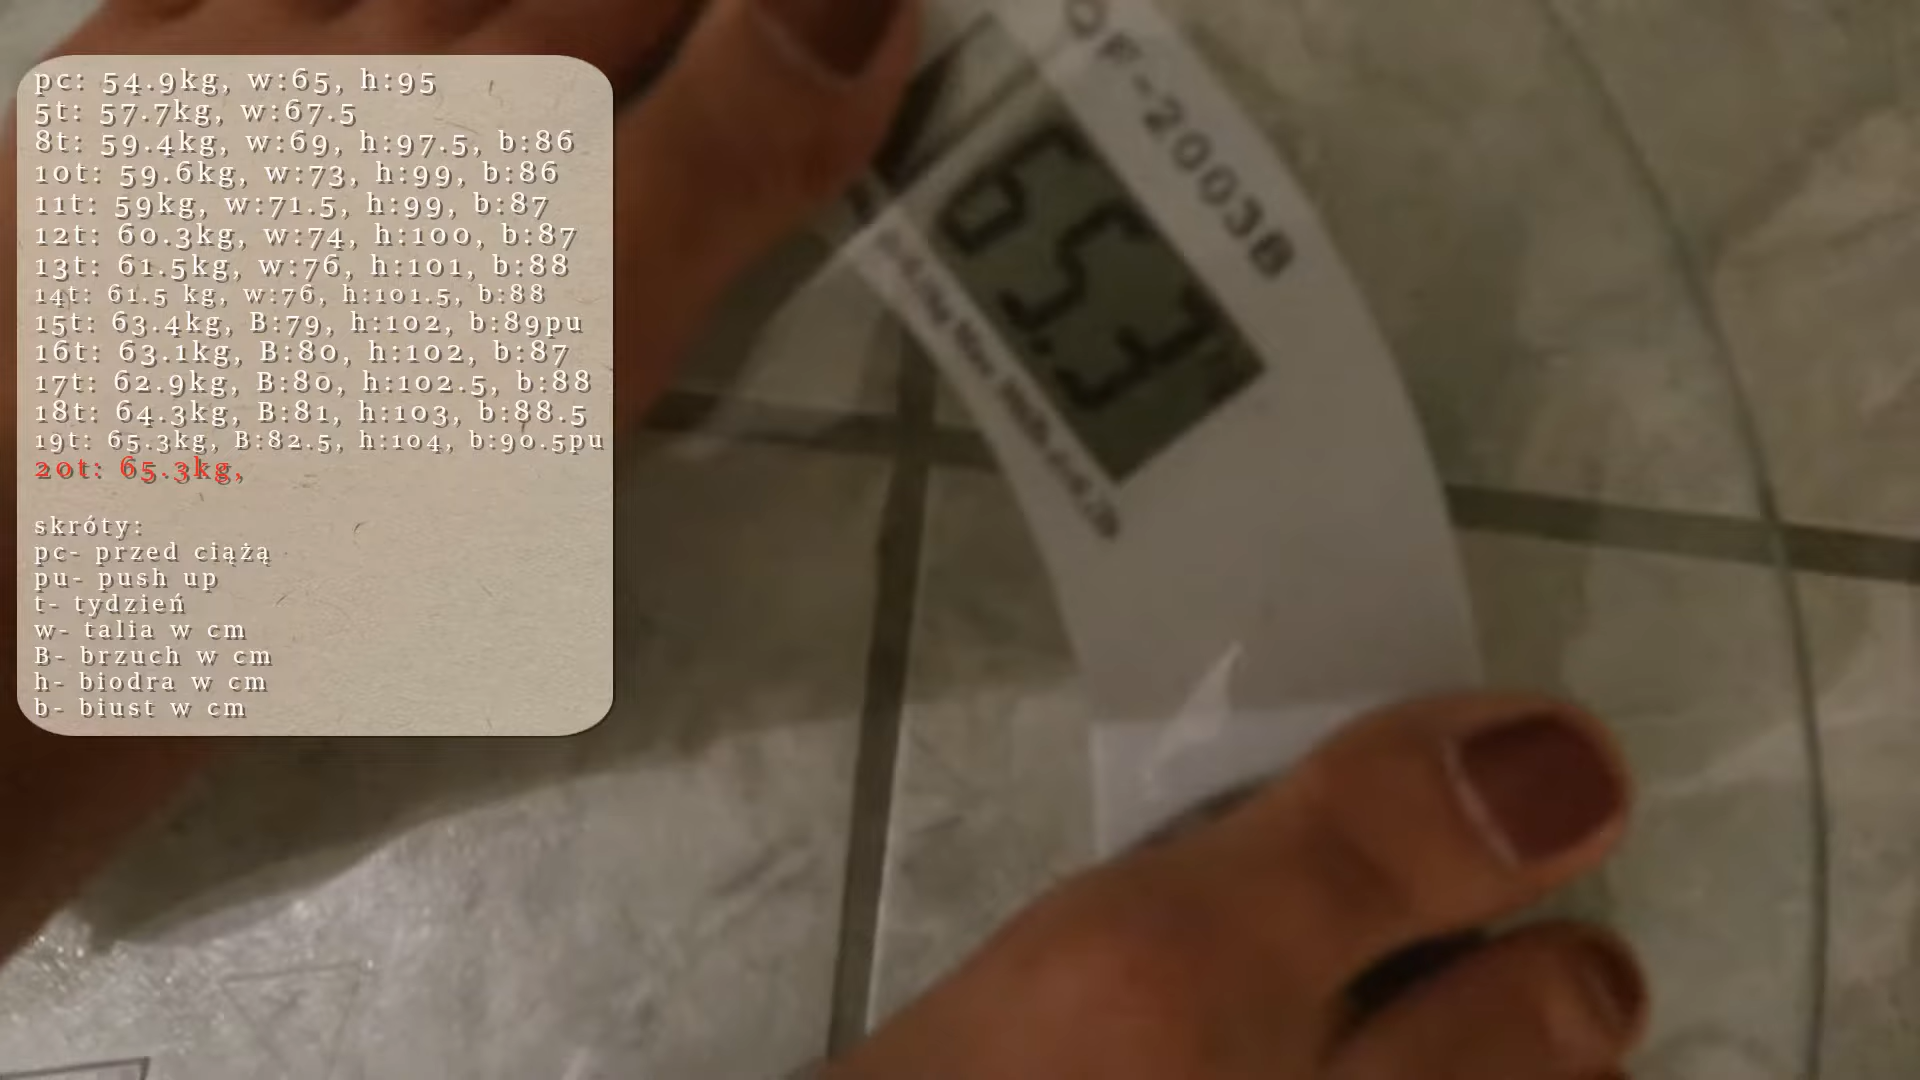 pc: 54.9kg, w:65, h:95
5t: 57.7kg, w:67.5
8t: 59.4kg, w:69, h:97.5, b:86
10t: 59.6kg, w:73, h:99, b:86
11t: 59kg, w:71.5, h:99, b:87
12t: 60.3kg, w:74, h:100, b:87
13t: 61.5kg, w:76, h:101, b:88
14t: 61.5 kg, w:76, h:101.5, b:88
15t: 63.4kg, B:79, h:102, b:89pu
16t: 63.1kg, B:80, h:102, b:87
17t: 62.9kg, B:80, h:102.5, b:88
18t: 64.3kg, B:81, h:103, b:88.5
19t: 65.3kg, B:82.5, h:104, b:90.5pu
20t: 65.3kg,
skróty:
pc- przed ciążą
pu- push up
t- tydzień
w- talia w cm
B- brzuch w cm
h- biodra w cm
b- biust w cm
QF-2003B
65.3